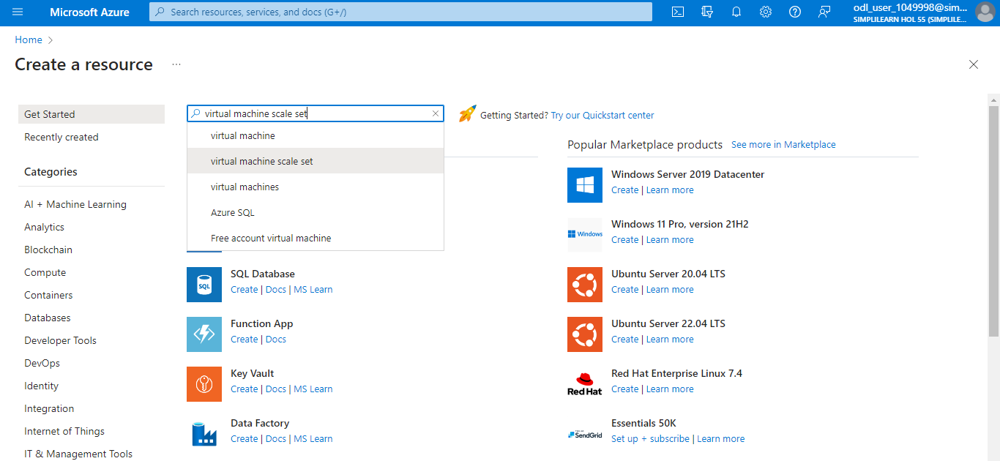 Microsoft Azure
Search resources, services, and docs (G+/)
odl_user_1049998@sim...
SIMPLILEARN HOL 55 (SIMPLILE...
Home
Create a resource
...
Get Started
Recently created
Categories
AI + Machine Learning
Analytics
Blockchain
Compute
Containers
Databases
Developer Tools
DevOps
Identity
Integration
Internet of Things
IT & Management Tools
virtual machine scale set
virtual machine
virtual machine scale set
virtual machines
Azure SQL
Free account virtual machine
SQL
SQL Database
Create | Docs | MS Learn
Function App
Create | Docs
Key Vault
Create | Docs | MS Learn
Data Factory
Create | Docs | MS Learn
Getting Started? Try our Quickstart center
Popular Marketplace products See more in Marketplace
Windows Server 2019 Datacenter
Create | Learn more
Windows
Windows 11 Pro, version 21H2
Create | Learn more
Ubuntu Server 20.04 LTS
Create | Learn more
Ubuntu Server 22.04 LTS
Create | Learn more
Red Hat
Red Hat Enterprise Linux 7.4
Create | Learn more
SendGrid
Essentials 50K
Set up + subscribe | Learn more